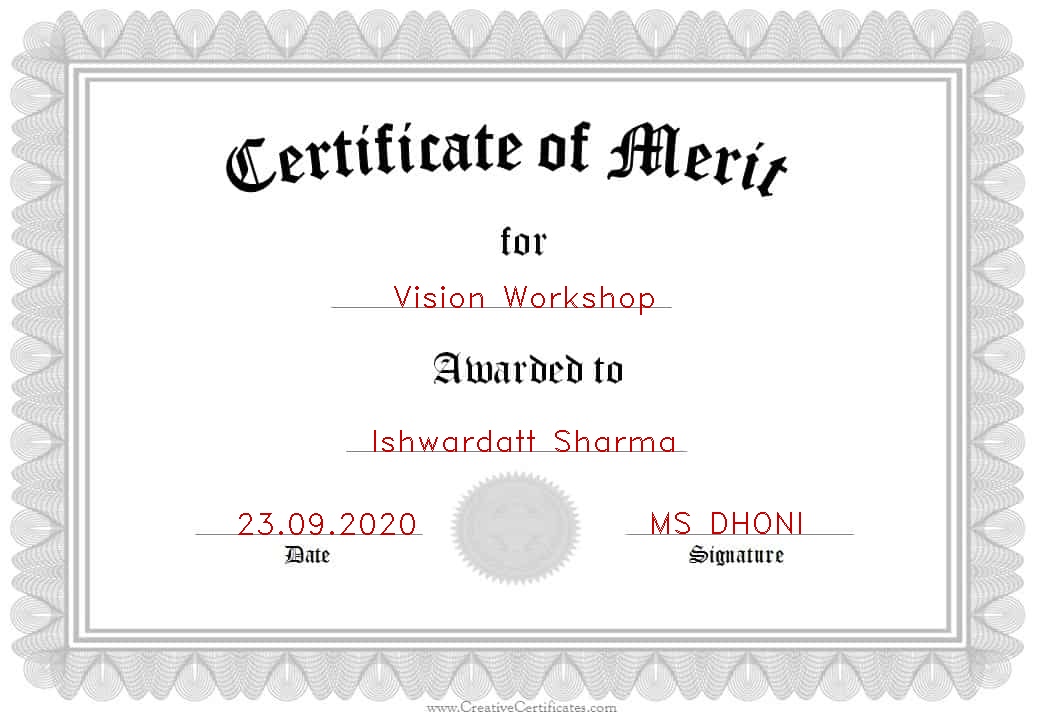 Certificate of Merit
for
Vision Workshop
Awarded to
Ishwardatt Sharma
23.09.2020 MS DHONI
Date Signature
www.CreativeCertificates.com